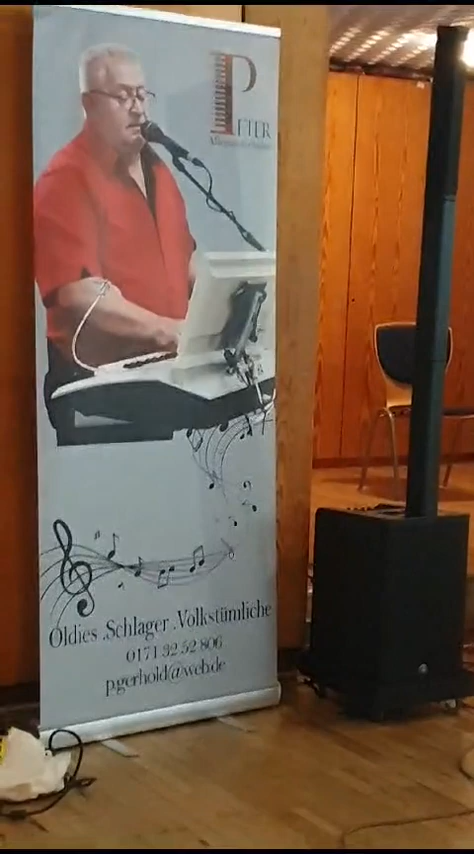 PETER
Oldies .Schlager .Volkstümliche
0171 32 52 806
p.gerhold@web.de